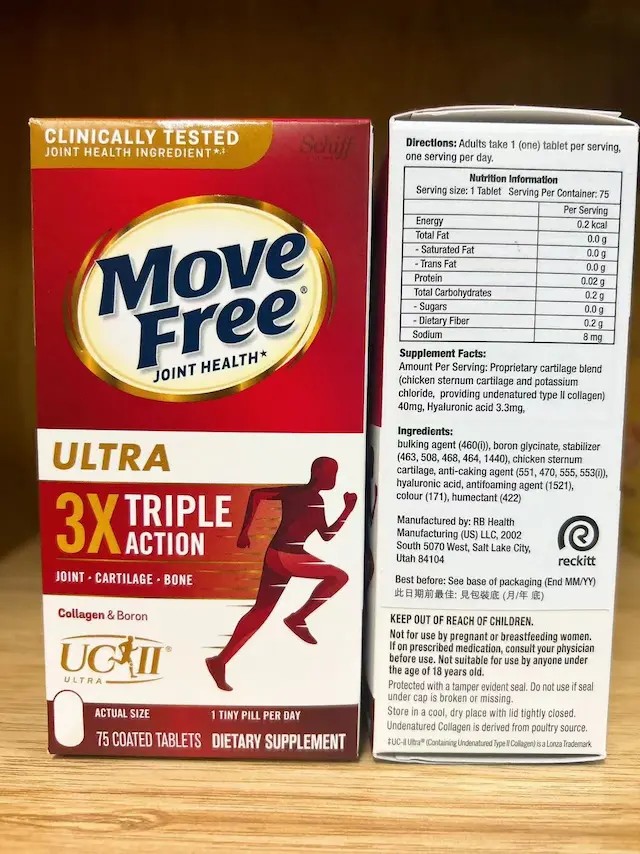 CLINICALLY TESTED
JOINT HEALTH INGREDIENT*,‡
Schiff
Move
Free®
JOINT HEALTH*
ULTRA
3X TRIPLE
ACTION
JOINT • CARTILAGE • BONE
Collagen & Boron
UC-II®
ULTRA
ACTUAL SIZE
1 TINY PILL PER DAY
75 COATED TABLETS DIETARY SUPPLEMENT
Directions: Adults take 1 (one) tablet per serving,
one serving per day.
Nutrition Information
Serving size: 1 Tablet Serving Per Container: 75
Per Serving
Energy 0.2 kcal
Total Fat 0.0 g
- Saturated Fat 0.0 g
- Trans Fat 0.0 g
Protein 0.02 g
Total Carbohydrates 0.2 g
- Sugars 0.0 g
- Dietary Fiber 0.2 g
Sodium 8 mg
Supplement Facts:
Amount Per Serving: Proprietary cartilage blend
(chicken sternum cartilage and potassium
chloride, providing undenatured type II collagen)
40mg, Hyaluronic acid 3.3mg,
Ingredients:
bulking agent (460(i)), boron glycinate, stabilizer
(463, 508, 468, 464, 1440), chicken sternum
cartilage, anti-caking agent (551, 470, 555, 553(i)),
hyaluronic acid, antifoaming agent (1521),
colour (171), humectant (422)
Manufactured by: RB Health
Manufacturing (US) LLC, 2002
South 5070 West, Salt Lake City,
Utah 84104
reckitt
Best before: See base of packaging (End MM/YY)
此日期前最佳: 見包裝底 (月/年 底)
KEEP OUT OF REACH OF CHILDREN.
Not for use by pregnant or breastfeeding women.
If on prescribed medication, consult your physician
before use. Not suitable for use by anyone under
the age of 18 years old.
Protected with a tamper evident seal. Do not use if seal
under cap is broken or missing.
Store in a cool, dry place with lid tightly closed.
Undenatured Collagen is derived from poultry source.
‡UC-II Ultra® (Containing Undenatured Type II Collagen) is a Lonza Trademark